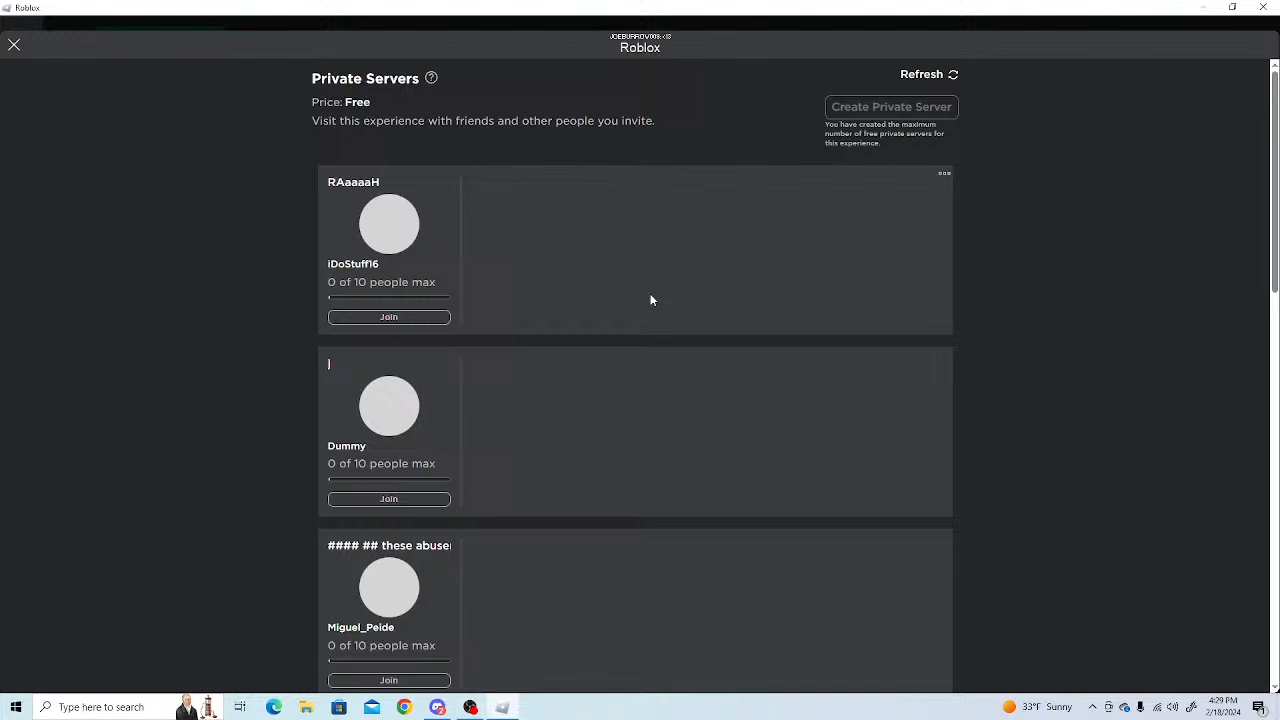 Roblox
Roblox
Private Servers
Refresh
Price: Free
Create Private Server
Visit this experience with friends and other people you invite.
You have created the maximum
number of free private servers for
this experience.
RAaaaaH
iDoStuff16
0 of 10 people max
Join
Dummy
0 of 10 people max
Join
#### ## these abuse
Miguel_Peide
0 of 10 people max
Join
Type here to search
33°F Sunny
4:29 PM
2/18/2024